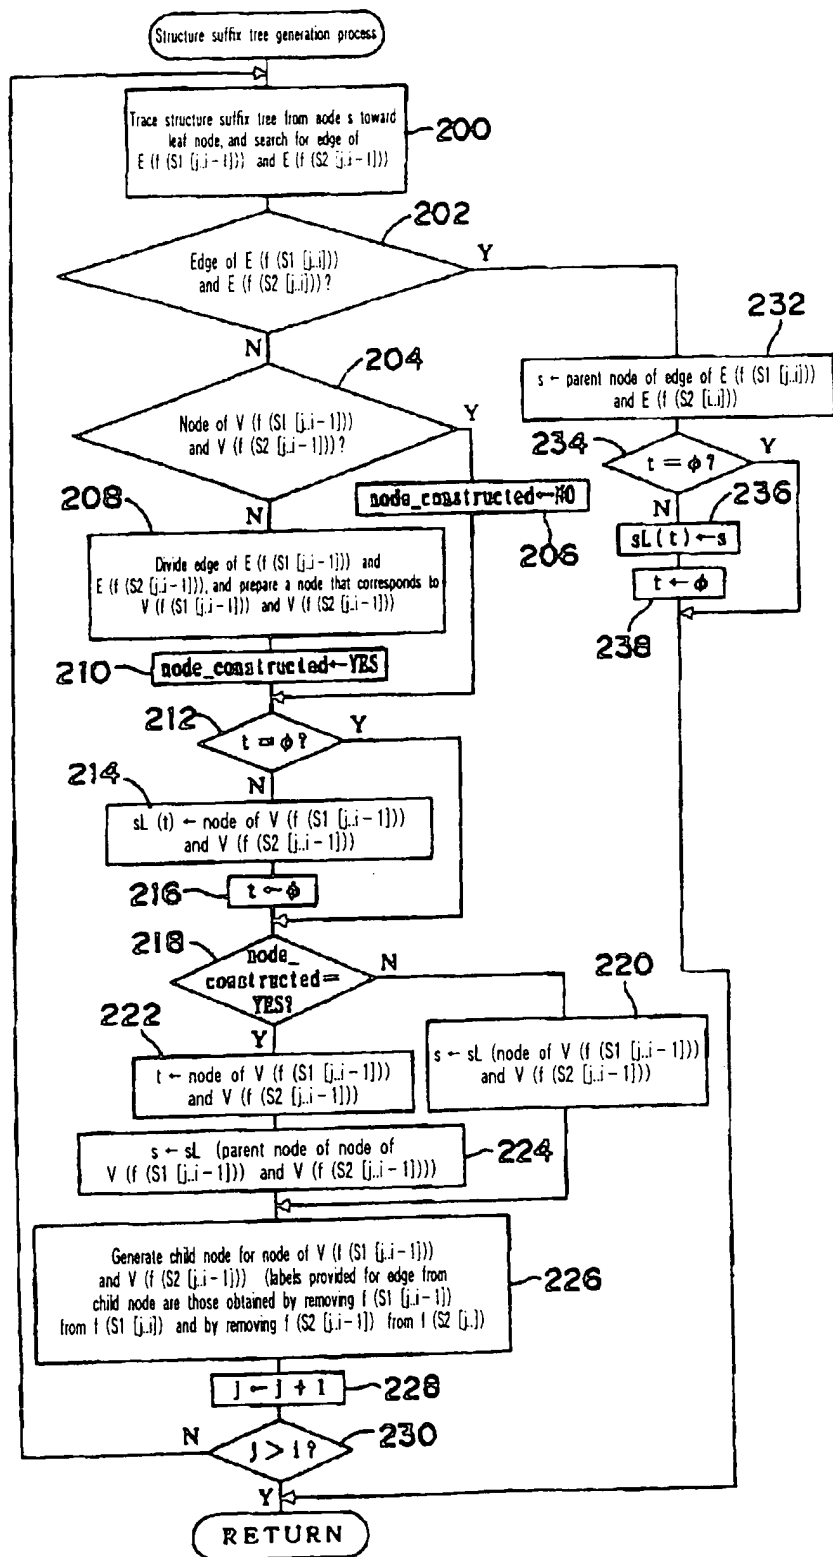 Structure suffix tree generation process
Trace structure suffix tree from node s toward
leaf node, and search for edge of
E (f (S1 [j..i-1])) and E (f (S2 [j..i-1]))
200
202
Edge of E (f (S1 [j..i]))
and E (f (S2 [j..i]))?
Y
N
232
s ← parent node of edge of E (f (S1 [j..i]))
and E (f (S2 [i..i]))
204
Node of V (f (S1 [j..i-1]))
and V (f (S2 [j..i-1]))?
Y
N
234
t = φ?
Y
N
node_constructed←NO
206
236
sL(t)←s
t ← φ
238
208
Divide edge of E (f (S1 [j..i-1])) and
E (f (S2 [j..i-1])), and prepare a node that corresponds to
V (f (S1 [j..i-1])) and V (f (S2 [j..i-1]))
210
node_constructed←YES
212
t = φ?
Y
N
214
sL (t) ← node of V (f (S1 [j..i-1]))
and V (f (S2 [j..i-1]))
216
t ← φ
218
node_
constructed=
YES?
N
Y
220
s ← sL (node of V (f (S1 [j..i-1]))
and V (f (S2 [j..i-1]))
222
t ← node of V (f (S1 [j..i-1]))
and V (f (S2 [j..i-1]))
s ← sL (parent node of node of
V (f (S1 [j..i-1])) and V (f (S2 [j..i-1])))
224
Generate child node for node of V (f (S1 [j..i-1]))
and V (f (S2 [j..i-1])) (labels provided for edge from
child node are those obtained by removing f (S1 [j..i-1])
from f (S1 [j..i]) and by removing f (S2 [j..i-1]) from f (S2 [j..])
226
j ← j + 1
228
j > i?
230
N
Y
RETURN